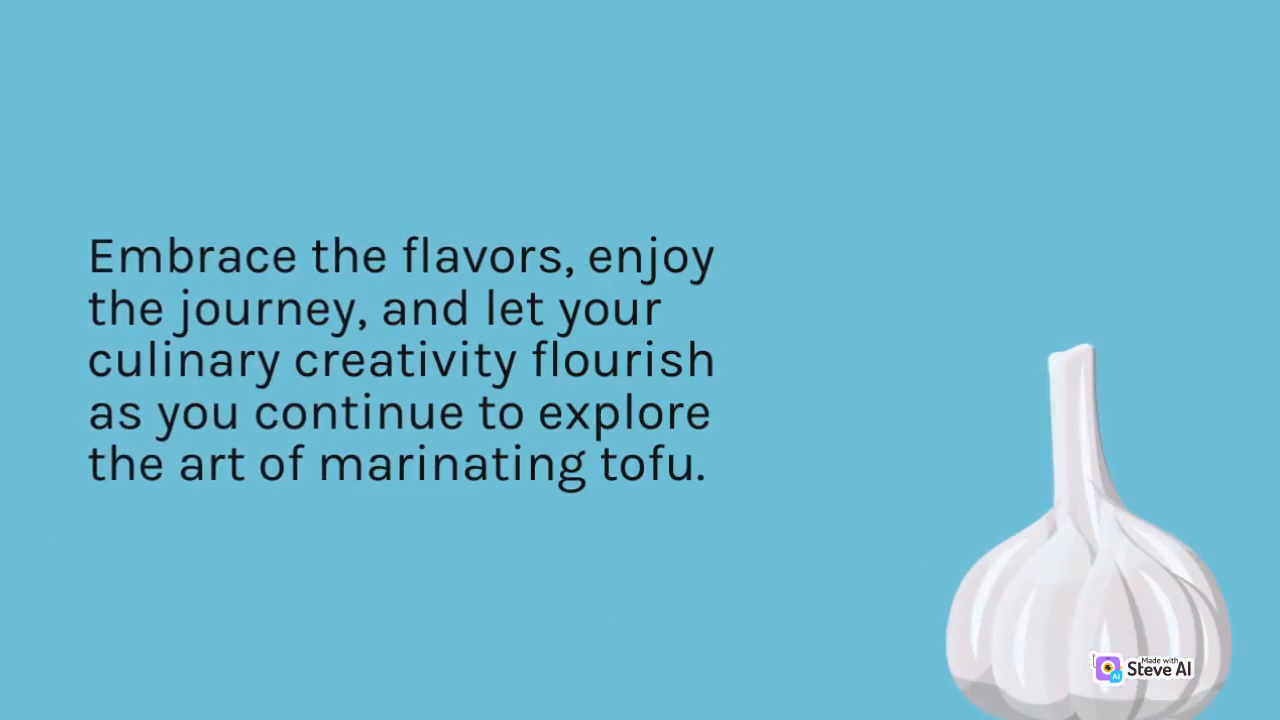 Embrace the flavors, enjoy
the journey, and let your
culinary creativity flourish
as you continue to explore
the art of marinating tofu.
Made with
Steve AI
AI